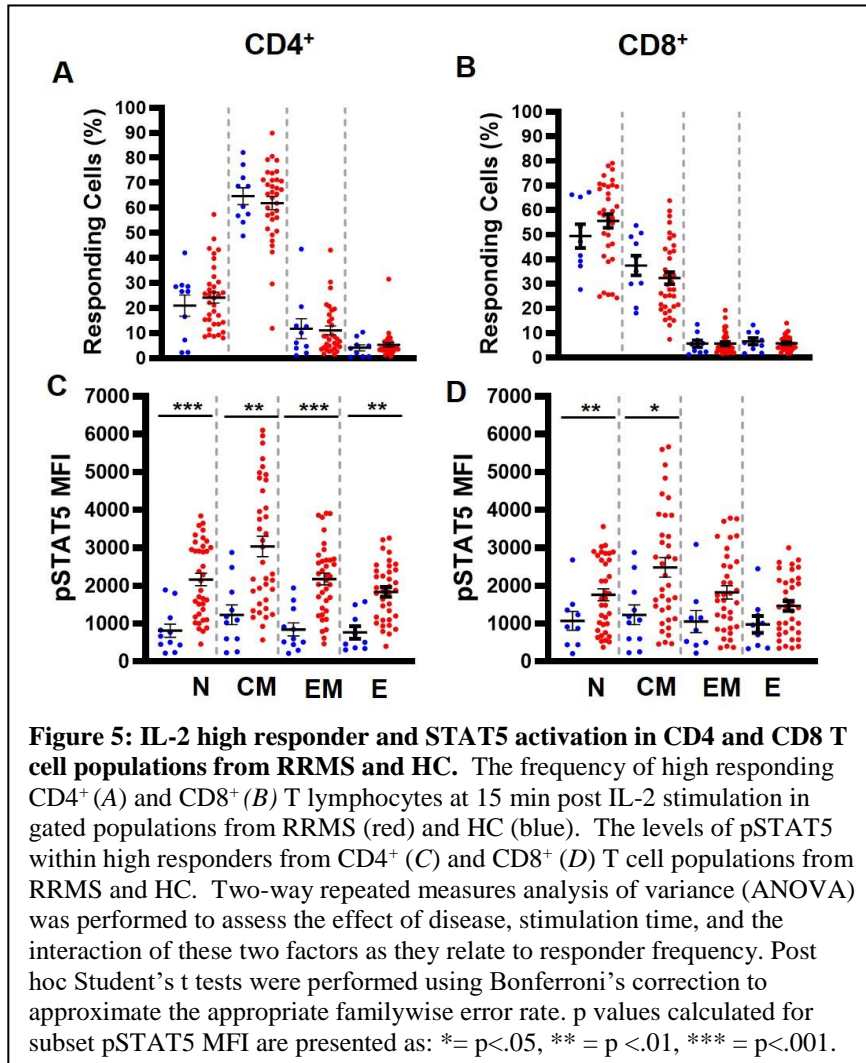 CD4+
CD8+
A
B
Responding Cells (%)
100
90
80
70
60
50
40
30
20
10
0
Responding Cells (%)
100
90
80
70
60
50
40
30
20
10
0
C
D
pSTAT5 MFI
7000
6000
5000
4000
3000
2000
1000
0
*** ** *** **
N CM EM E
pSTAT5 MFI
7000
6000
5000
4000
3000
2000
1000
0
** *
N CM EM E
Figure 5: IL-2 high responder and STAT5 activation in CD4 and CD8 T
cell populations from RRMS and HC. The frequency of high responding
CD4+ (A) and CD8+ (B) T lymphocytes at 15 min post IL-2 stimulation in
gated populations from RRMS (red) and HC (blue). The levels of pSTAT5
within high responders from CD4+ (C) and CD8+ (D) T cell populations from
RRMS and HC. Two-way repeated measures analysis of variance (ANOVA)
was performed to assess the effect of disease, stimulation time, and the
interaction of these two factors as they relate to responder frequency. Post
hoc Student's t tests were performed using Bonferroni's correction to
approximate the appropriate familywise error rate. p values calculated for
subset pSTAT5 MFI are presented as: *= p<.05, ** = p <.01, *** = p<.001.